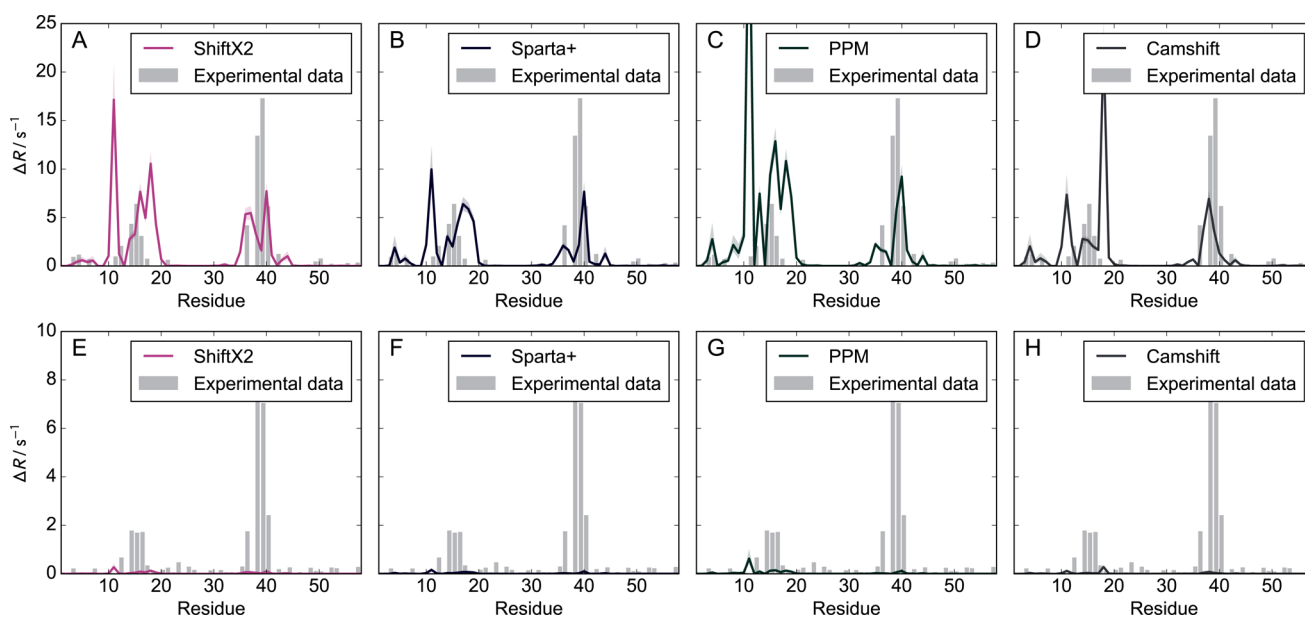 A
ShiftX2
Experimental data
B
Sparta+
Experimental data
C
PPM
Experimental data
D
Camshift
Experimental data
25
20
15
10
5
0
ΔR / s⁻¹
10 20 30 40 50
10 20 30 40 50
10 20 30 40 50
10 20 30 40 50
Residue
Residue
Residue
Residue
E
ShiftX2
Experimental data
F
Sparta+
Experimental data
G
PPM
Experimental data
H
Camshift
Experimental data
10
8
6
4
2
0
ΔR / s⁻¹
10 20 30 40 50
10 20 30 40 50
10 20 30 40 50
10 20 30 40 50
Residue
Residue
Residue
Residue